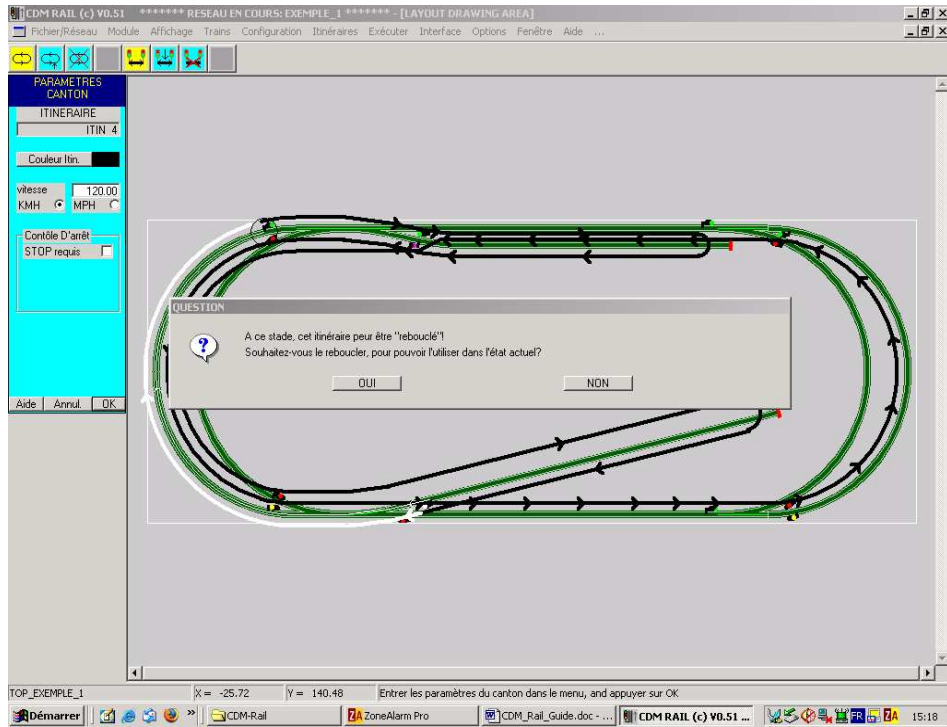 CDM RAIL (c) V0.51 ******* RESEAU EN COURS: EXEMPLE_1 ******* - [LAYOUT DRAWING AREA]
Fichier/Réseau Module Affichage Trains Configuration Itinéraires Exécuter Interface Options Fenêtre Aide ...
PARAMETRES
CANTON
ITINERAIRE
ITIN 4
Couleur Itin.
vitesse 120.00
KMH MPH
Contôle D'arrêt
STOP requis
Aide Annul. OK
QUESTION
A ce stade, cet itinéraire peur être "rebouclé"!
Souhaitez-vous le reboucler, pour pouvoir l'utiliser dans l'état actuel?
OUI NON
TOP_EXEMPLE_1 X = -25.72 Y = 140.48 Entrer les paramètres du canton dans le menu, and appuyer sur OK
Démarrer » CDM-Rail ZA ZoneAlarm Pro CDM_Rail_Guide.doc - ... CDM RAIL (c) V0.51 ... FR ZA 15:18